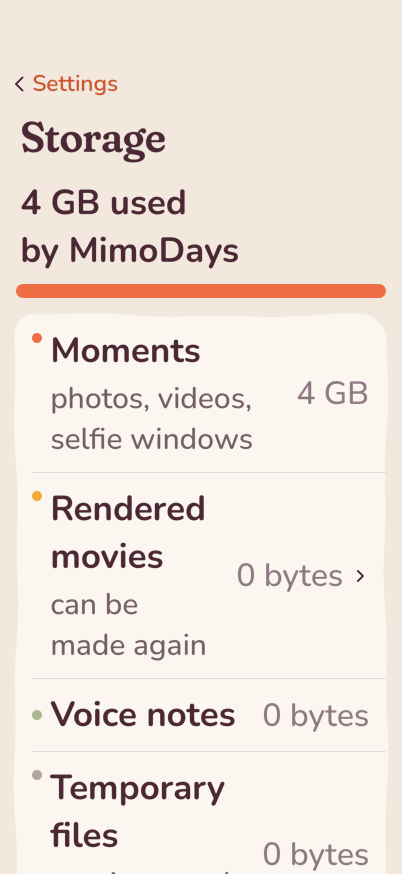 Settings
Storage
4 GB used
by MimoDays
Moments
photos, videos,
selfie windows
4 GB
Rendered
movies
can be
made again
0 bytes
Voice notes
0 bytes
Temporary
files
0 bytes